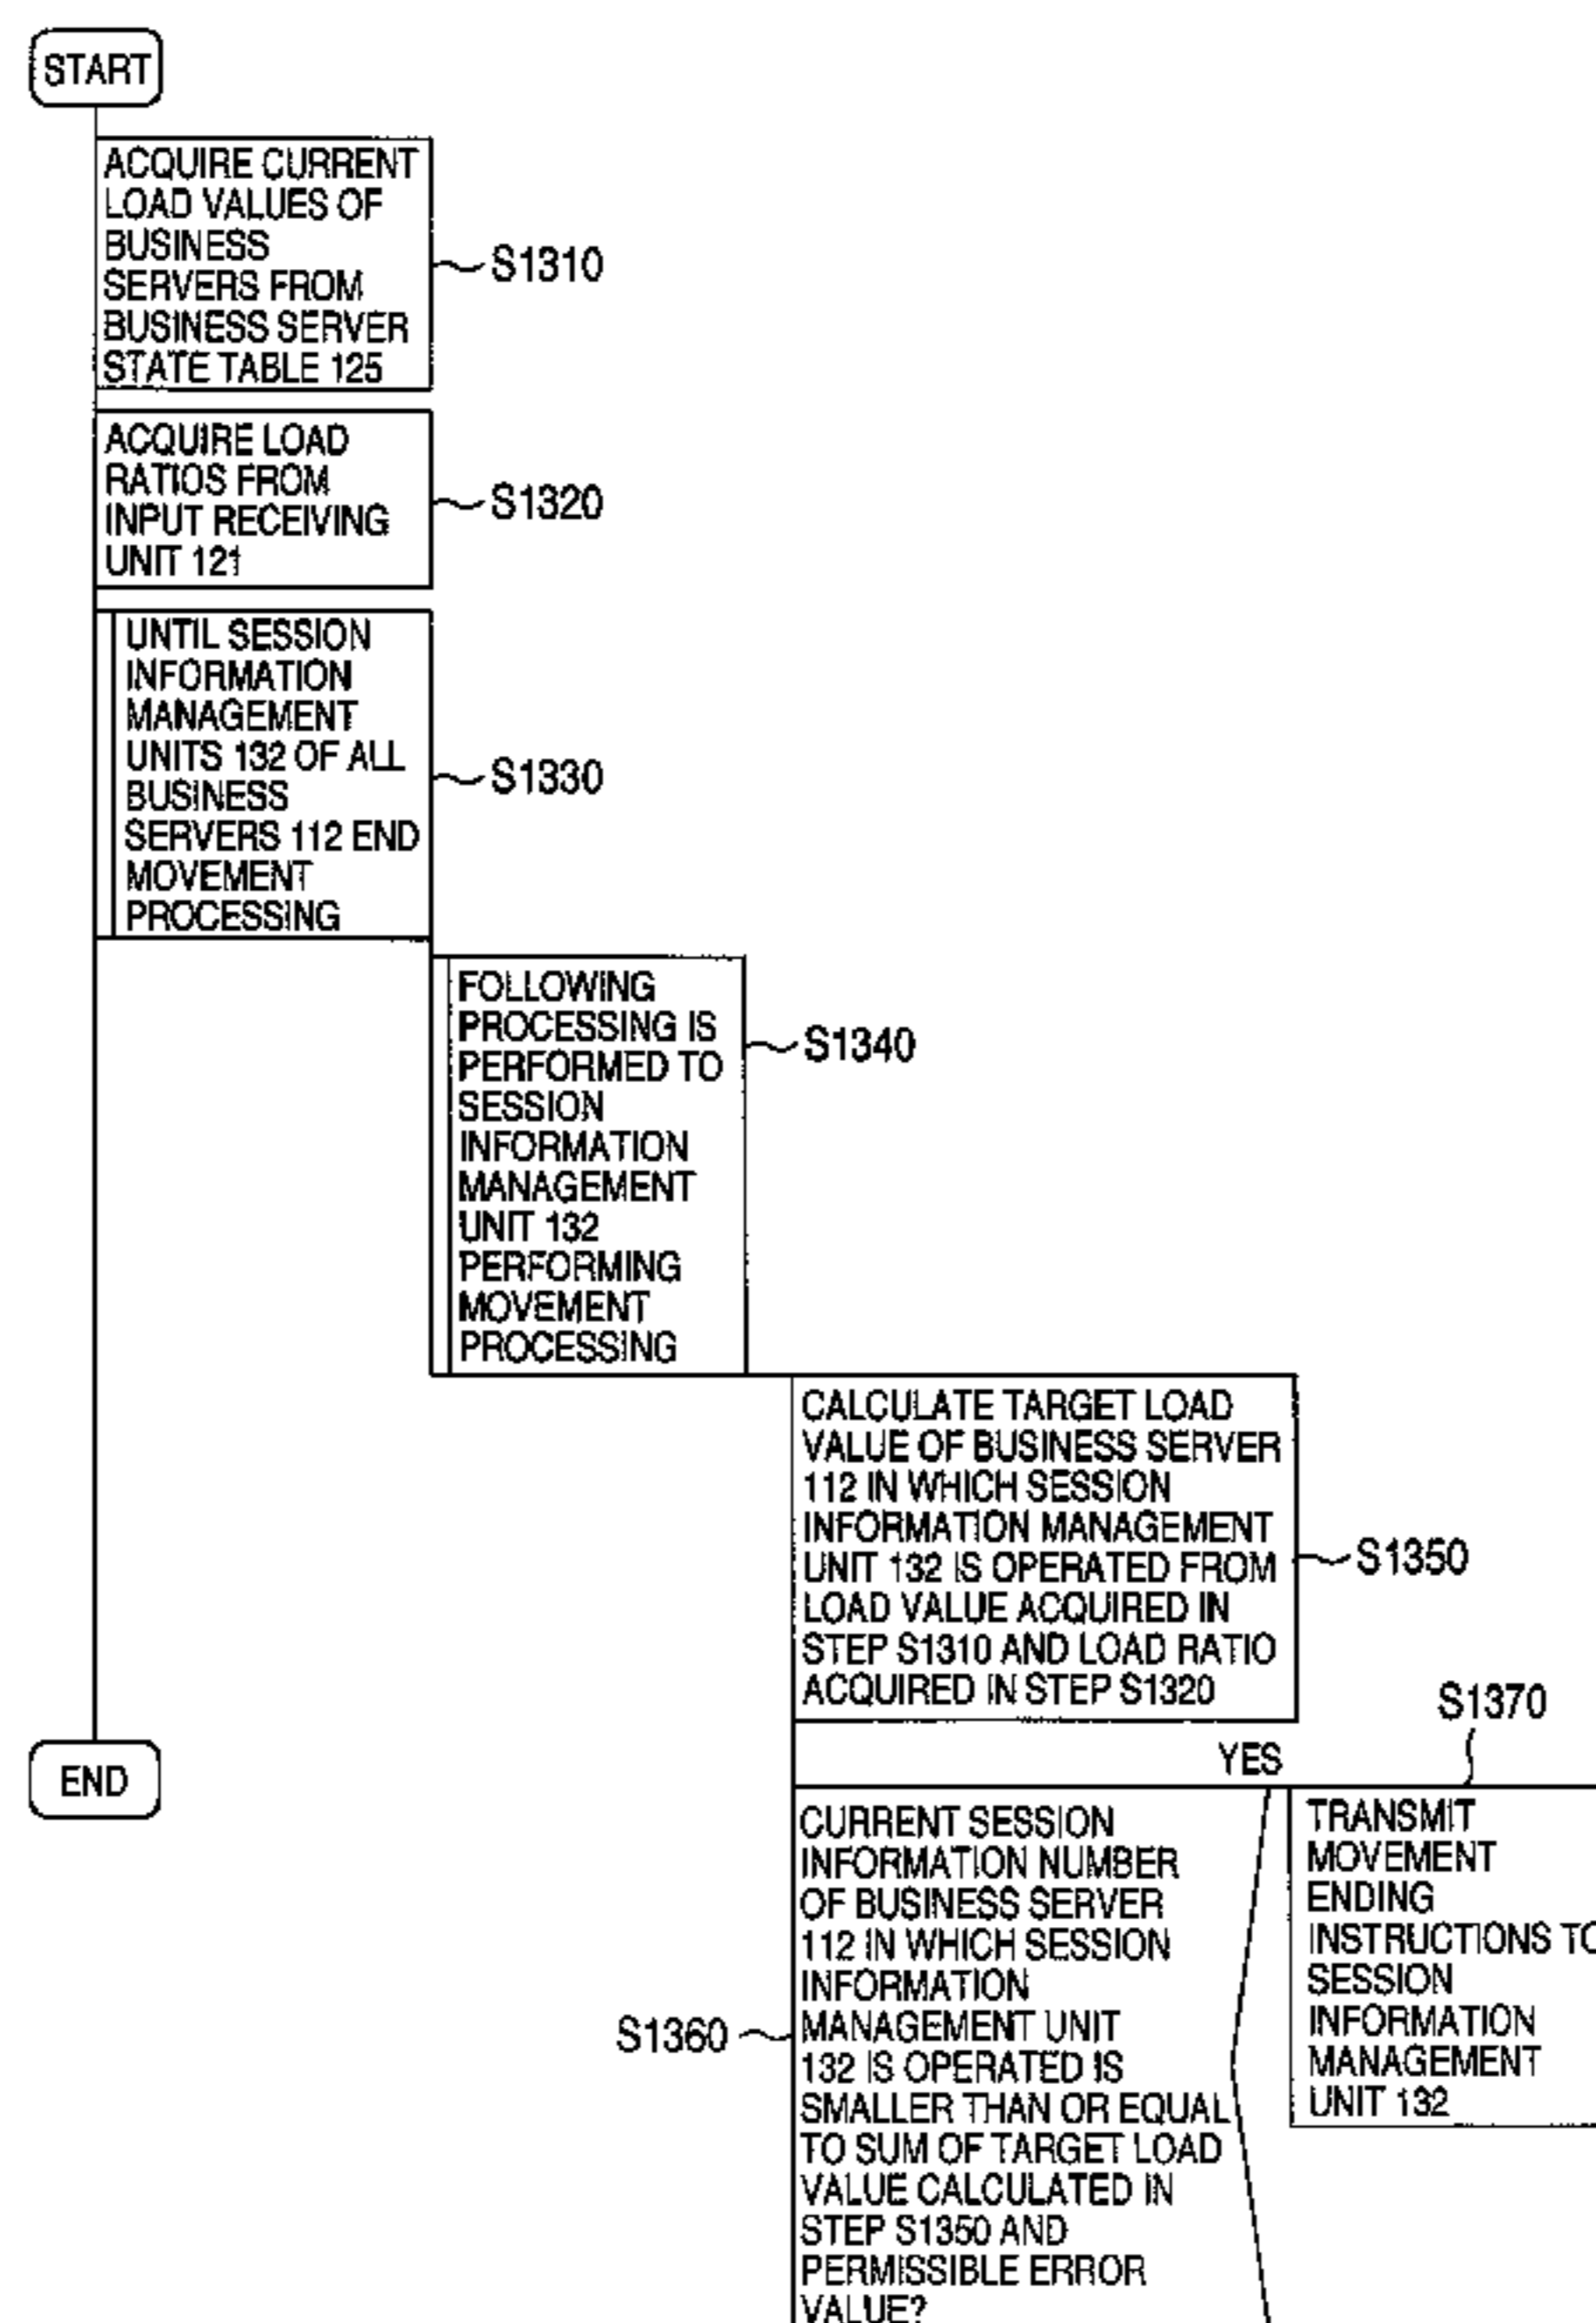 START
ACQUIRE CURRENT
LOAD VALUES OF
BUSINESS
SERVERS FROM
BUSINESS SERVER
STATE TABLE 125
S1310
ACQUIRE LOAD
RATIOS FROM
INPUT RECEIVING
UNIT 121
S1320
UNTIL SESSION
INFORMATION
MANAGEMENT
UNITS 132 OF ALL
BUSINESS
SERVERS 112 END
MOVEMENT
PROCESSING
S1330
FOLLOWING
PROCESSING IS
PERFORMED TO
SESSION
INFORMATION
MANAGEMENT
UNIT 132
PERFORMING
MOVEMENT
PROCESSING
S1340
CALCULATE TARGET LOAD
VALUE OF BUSINESS SERVER
112 IN WHICH SESSION
INFORMATION MANAGEMENT
UNIT 132 IS OPERATED FROM
LOAD VALUE ACQUIRED IN
STEP S1310 AND LOAD RATIO
ACQUIRED IN STEP S1320
S1350
S1370
END
YES
CURRENT SESSION
INFORMATION NUMBER
OF BUSINESS SERVER
112 IN WHICH SESSION
INFORMATION
MANAGEMENT UNIT
132 IS OPERATED IS
SMALLER THAN OR EQUAL
TO SUM OF TARGET LOAD
VALUE CALCULATED IN
STEP S1350 AND
PERMISSIBLE ERROR
VALUE?
S1360
TRANSMIT
MOVEMENT
ENDING
INSTRUCTIONS TO
SESSION
INFORMATION
MANAGEMENT
UNIT 132